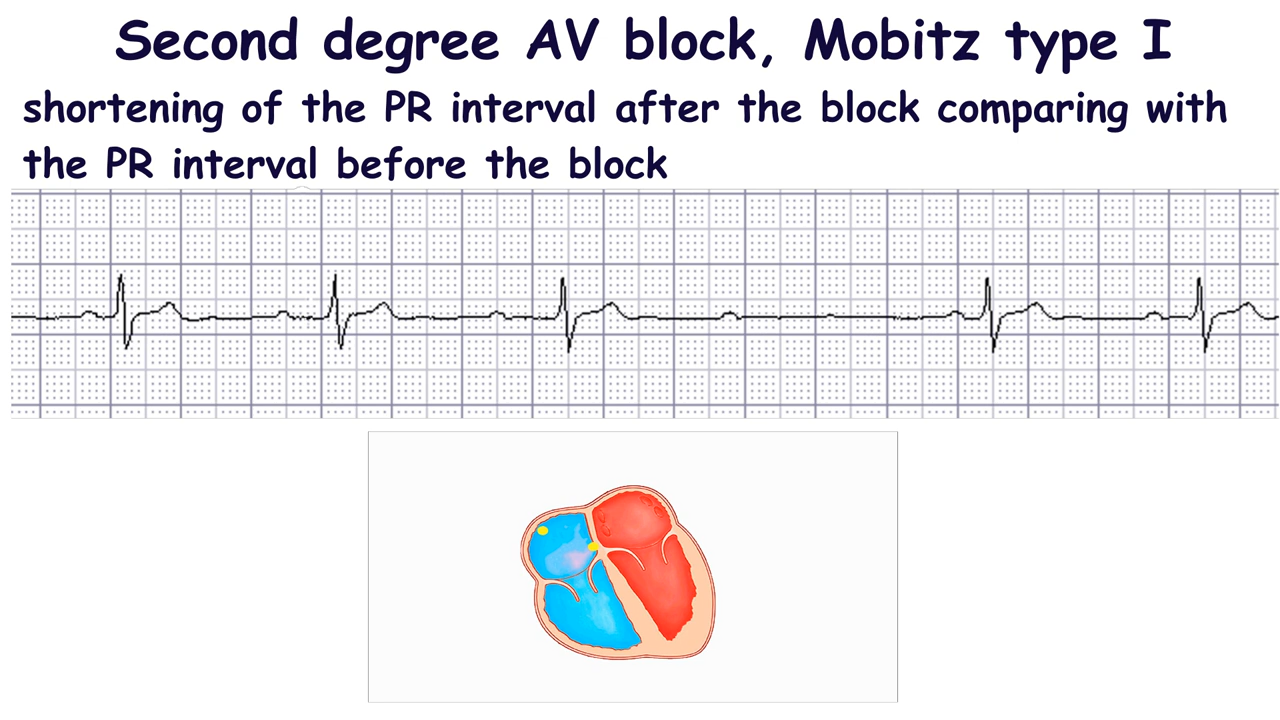 Second degree AV block, Mobitz type I
shortening of the PR interval after the block comparing with
the PR interval before the block